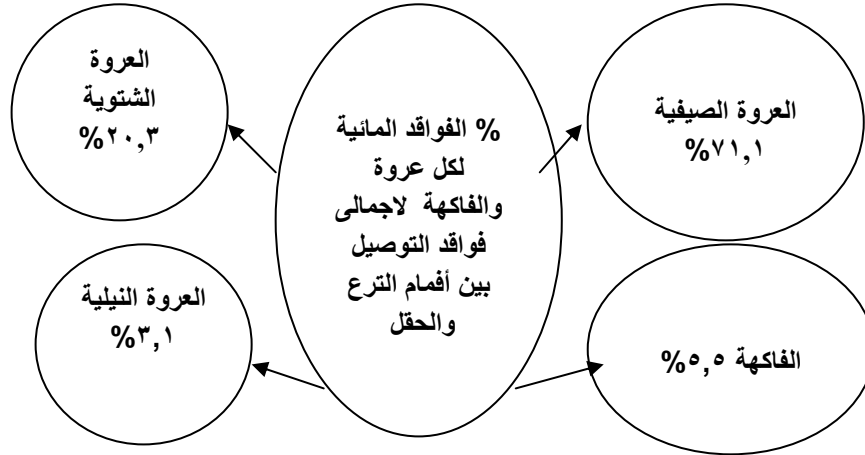 العروة الصيفية
%٧١,١
% الفواقد المائية
لكل عروة
والفاكهة لاجمالى
فواقد التوصيل
بين أفمام الترع
والحقل
العروة
الشتوية
%٢٠,٣
الفاكهة ٥,٥%
العروة النيلية
%٣,١